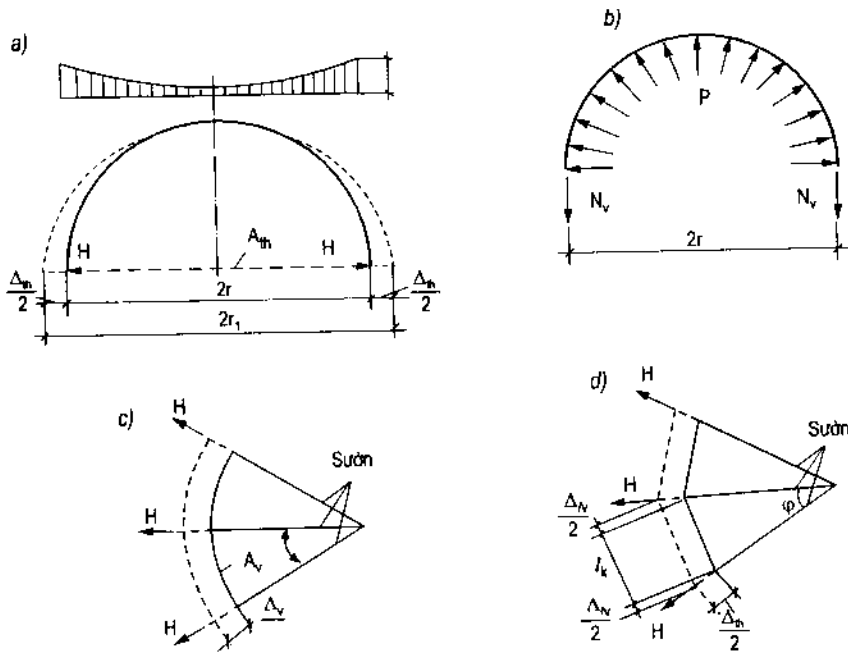 a)
H
A_th
H
Δ_th/2
2r
Δ_th/2
2r₁
b)
P
N_v
N_v
2r
c)
H
Sườn
H
A_v
H
Δ_v
d)
H
Sườn
H
φ
Δ_N/2
l_k
Δ_N/2
H
Δ_th/2